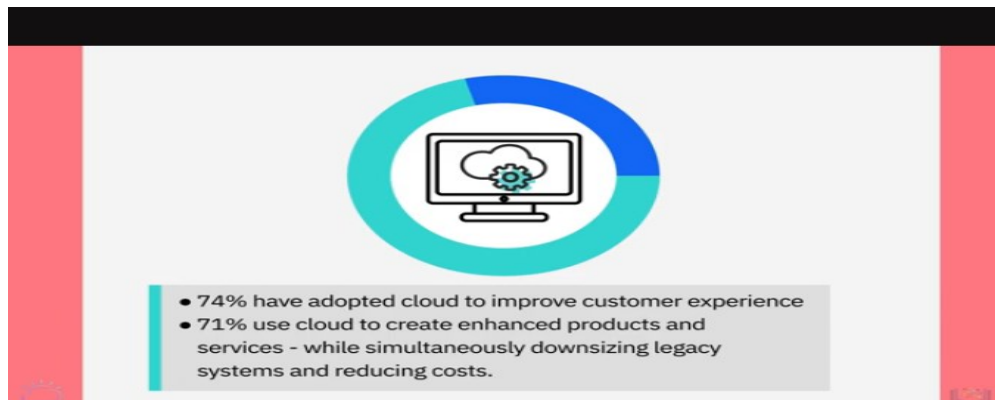 ● 74% have adopted cloud to improve customer experience
● 71% use cloud to create enhanced products and
services - while simultaneously downsizing legacy
systems and reducing costs.